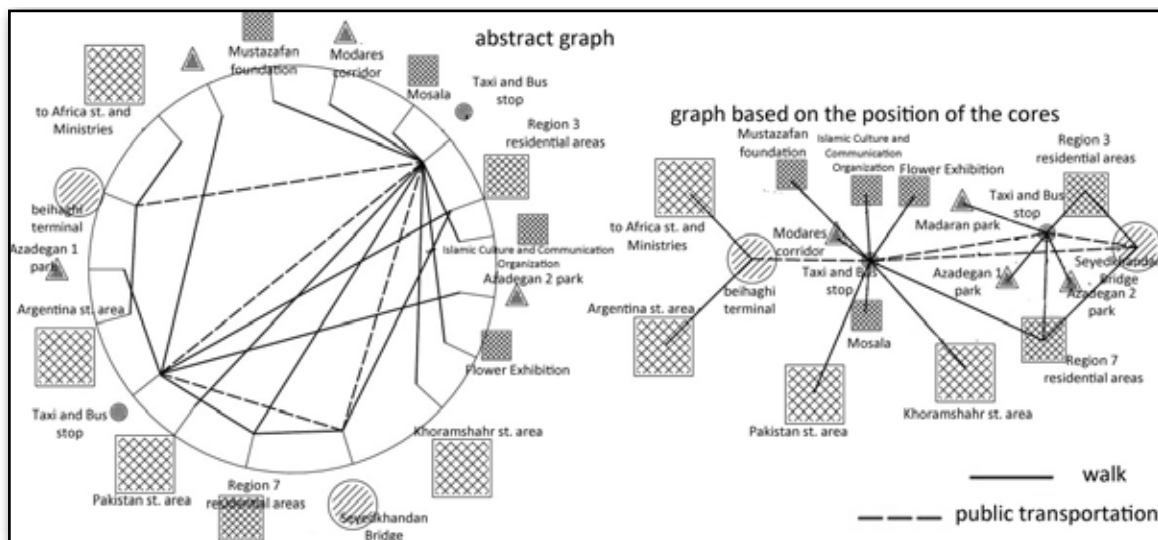 abstract graph
Mustazafan
foundation
Modares
corridor
Mosala
Taxi and Bus
stop
Region 3
residential areas
to Africa st. and
Ministries
beihaghi
terminal
Azadegan 1
park
Islamic Culture and Communication
Organization
Azadegan 2 park
Argentina st. area
Flower Exhibition
Taxi and Bus
stop
Khoramshahr st. area
Pakistan st. area
Region 7
residential areas
Seyedkhandan
Bridge
graph based on the position of the cores
Mustazafan
foundation
Islamic Culture and
Communication
Organization
Flower Exhibition
Region 3
residential areas
Taxi and Bus
stop
Madaran park
to Africa st. and
Ministries
Modares
corridor
Taxi and Bus
stop
beihaghi
terminal
Azadegan 1
park
Seyedkhandan
Bridge
Azadegan 2
park
Argentina st. area
Mosala
Region 7
residential areas
Khoramshahr st. area
Pakistan st. area
walk
public transportation